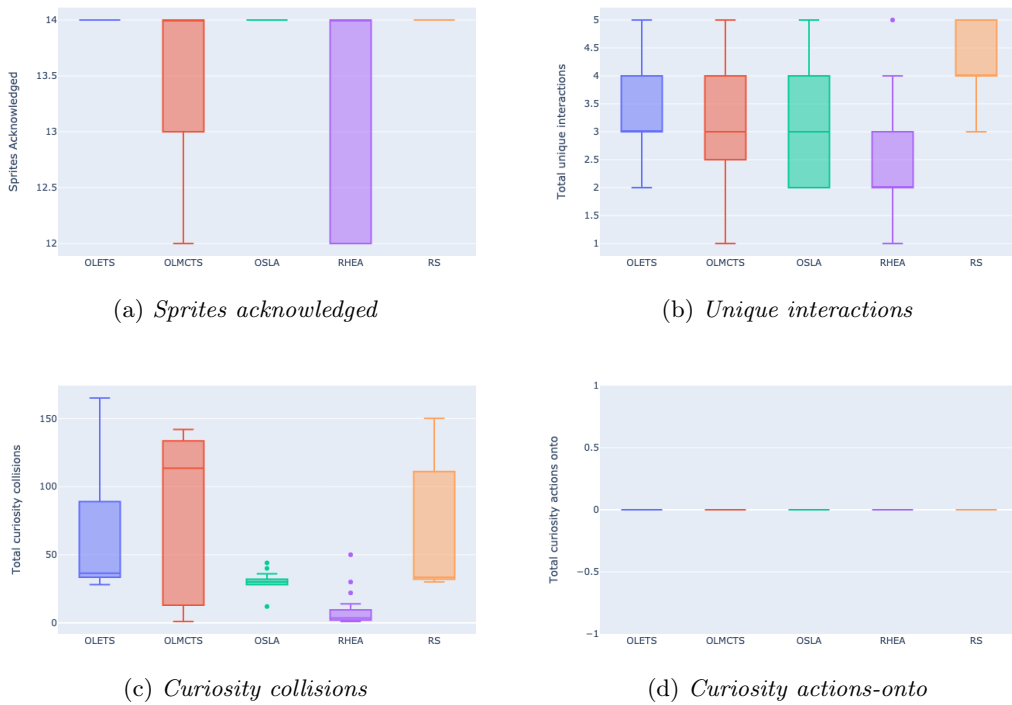 Sprites Acknowledged
14
13.5
13
12.5
12
OLETS OLMCTS OSLA RHEA RS
(a) Sprites acknowledged
Total unique interactions
5
4.5
4
3.5
3
2.5
2
1.5
1
OLETS OLMCTS OSLA RHEA RS
(b) Unique interactions
Total curiosity collisions
150
100
50
0
OLETS OLMCTS OSLA RHEA RS
(c) Curiosity collisions
Total curiosity actions onto
1
0.5
0
−0.5
−1
OLETS OLMCTS OSLA RHEA RS
(d) Curiosity actions-onto